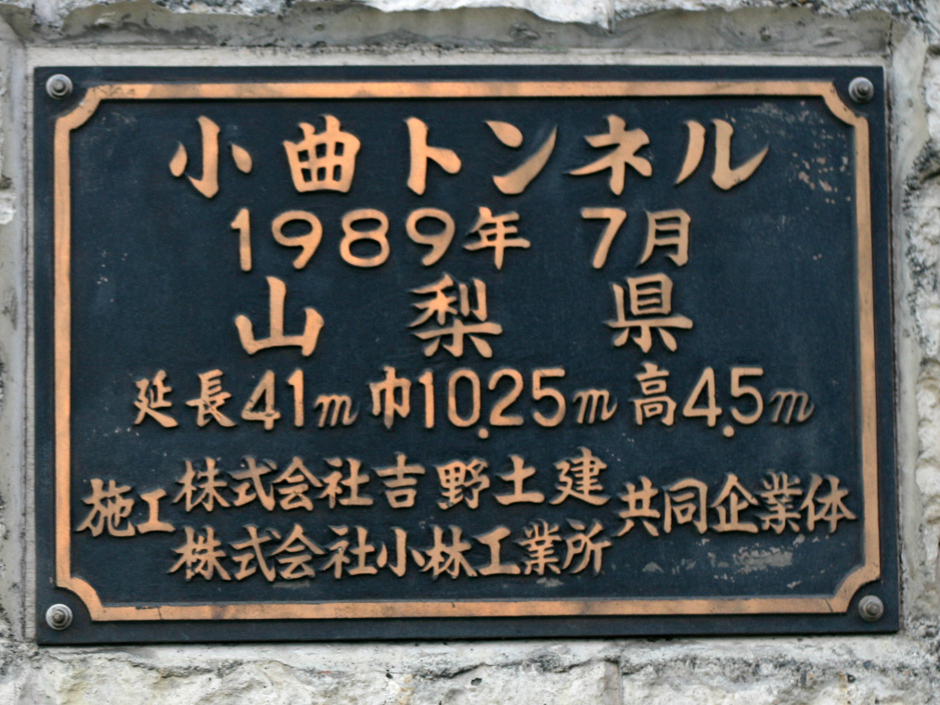 小曲トンネル
1989年 7月
山梨県
延長41m 巾10.25m 高4.5m
施工 株式会社吉野土建 共同企業体
株式会社小林工業所